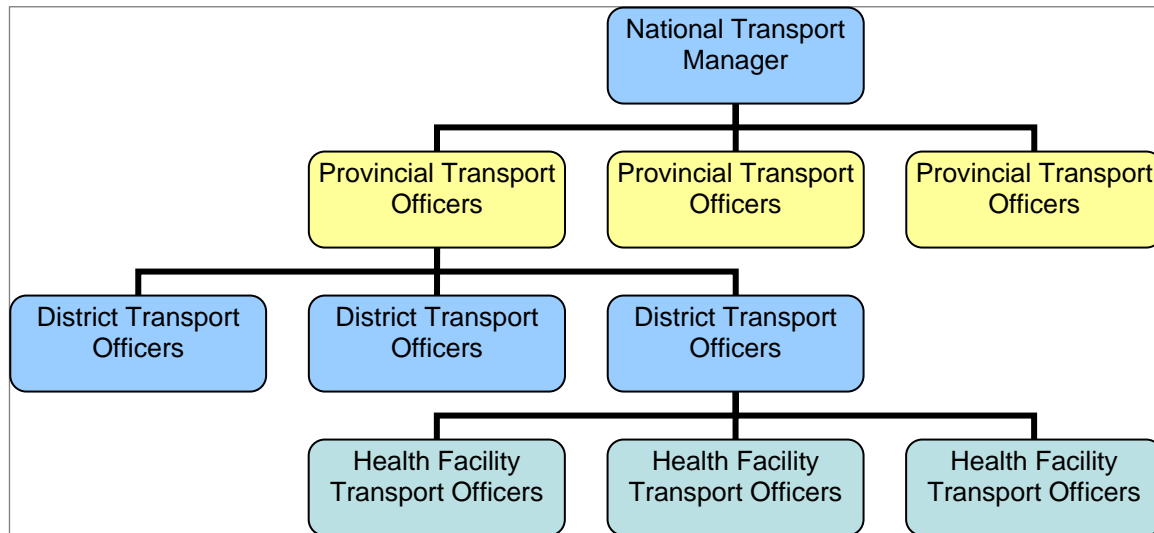 National Transport
Manager
Provincial Transport
Officers
Provincial Transport
Officers
Provincial Transport
Officers
District Transport
Officers
District Transport
Officers
District Transport
Officers
Health Facility
Transport Officers
Health Facility
Transport Officers
Health Facility
Transport Officers